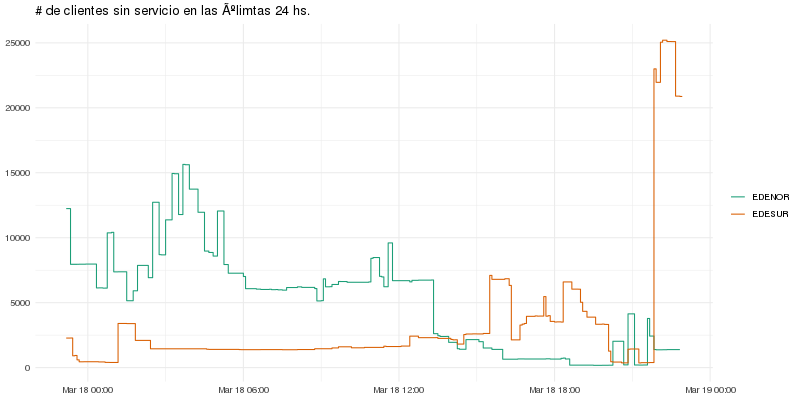 # de clientes sin servicio en las Ãºlimtas 24 hs.
25000
20000
15000
10000
5000
0
Mar 18 00:00
Mar 18 06:00
Mar 18 12:00
Mar 18 18:00
Mar 19 00:00
EDENOR
EDESUR